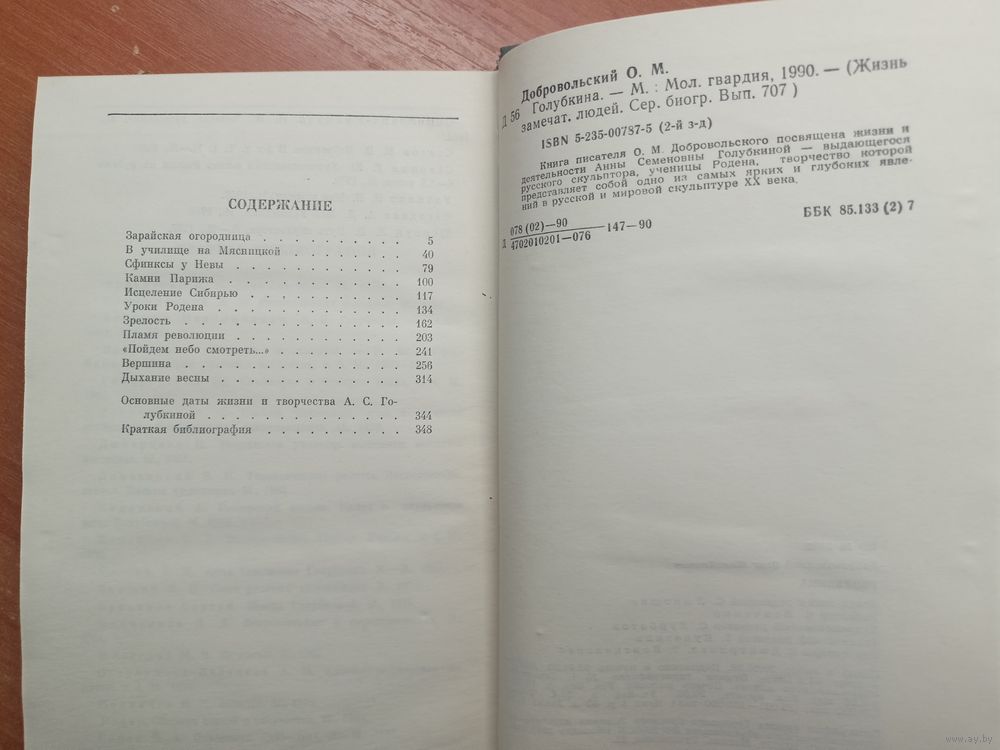 СОДЕРЖАНИЕ
Зарайская огородница . . . . . . . . . 5
В училище на Мясницкой . . . . . . . . 40
Сфинксы у Невы . . . . . . . . . . . 79
Камни Парижа . . . . . . . . . . . 100
Исцеление Сибирью . . . . . . . . . . 117
Уроки Родена . . . . . . . . . . . . 134
Зрелость . . . . . . . . . . . . . 162
Пламя революции . . . . . . . . . . 203
«Пойдем небо смотреть...» . . . . . . . . 241
Вершина . . . . . . . . . . . . . 256
Дыхание весны . . . . . . . . . . . 314
Основные даты жизни и творчества А. С. Го-
лубкиной . . . . . . . . . . . . 344
Краткая библиография . . . . . . . . . 348
Добровольский О. М.
Д 56 Голубкина. — М. : Мол. гвардия, 1990. — (Жизнь
замечат. людей. Сер. биогр. Вып. 707 )
ISBN 5-235-00787-5 (2-й з-д)
Книга писателя О. М. Добровольского посвящена жизни и
деятельности Анны Семеновны Голубкиной — выдающегося
русского скульптора, ученицы Родена, творчество которой
представляет собой одно из самых ярких и глубоких явле-
ний в русской и мировой скульптуре XX века.
Д 4702010201—076 078 (02)—90 147—90
ББК 85.133 (2) 7
www.ay.by